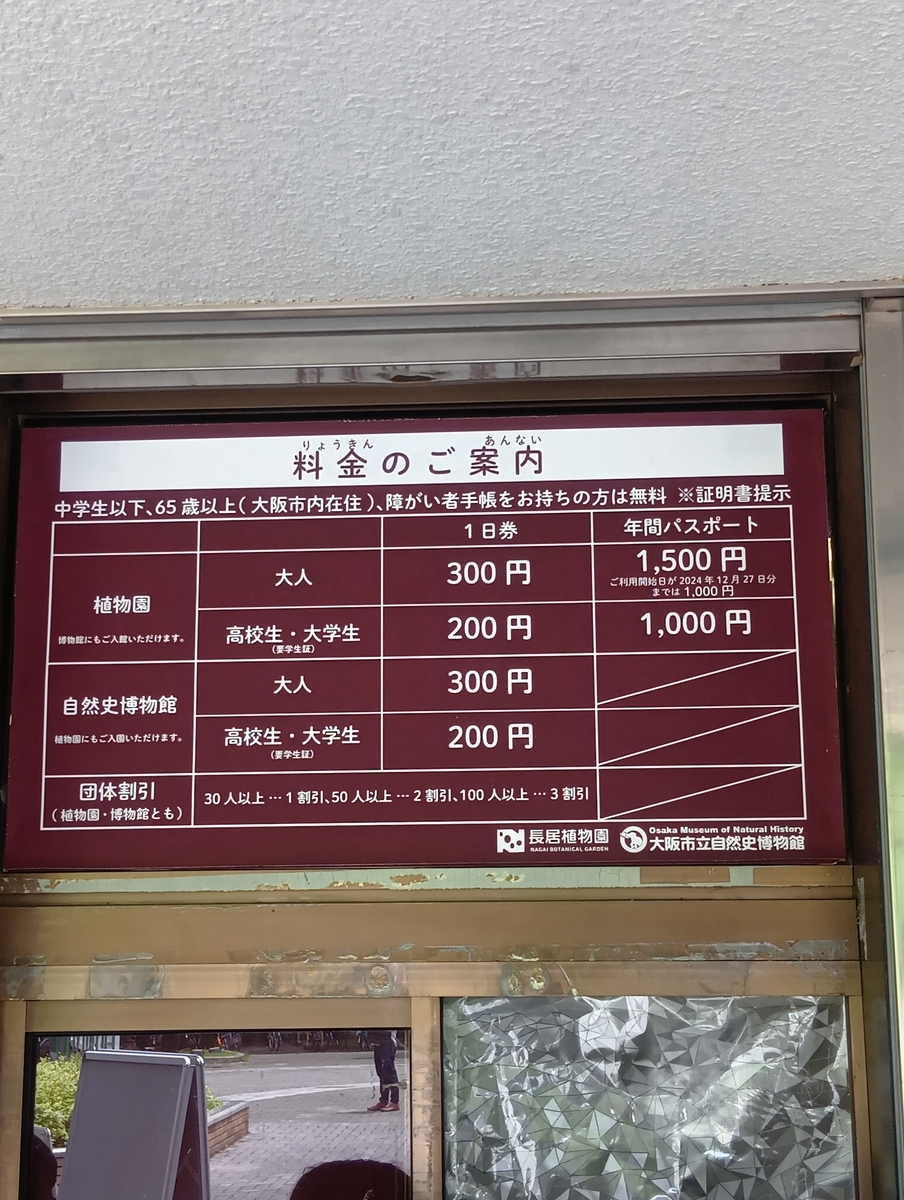 りょうきん あんない
料金のご案内
中学生以下、65歳以上(大阪市内在住)、障がい者手帳をお持ちの方は無料 ※証明書提示
1日券 年間パスポート
植物園
博物館にもご入館いただけます。
大人 300円 1,500円
ご利用開始日が2024年12月27日分
までは1,000円
高校生・大学生 200円 1,000円
(要学生証)
自然史博物館
植物園にもご入園いただけます。
大人 300円
高校生・大学生 200円
(要学生証)
団体割引
(植物園・博物館とも)
30人以上…1割引、50人以上…2割引、100人以上…3割引
長居植物園
NAGAI BOTANICAL GARDEN
Osaka Museum of Natural History
大阪市立自然史博物館